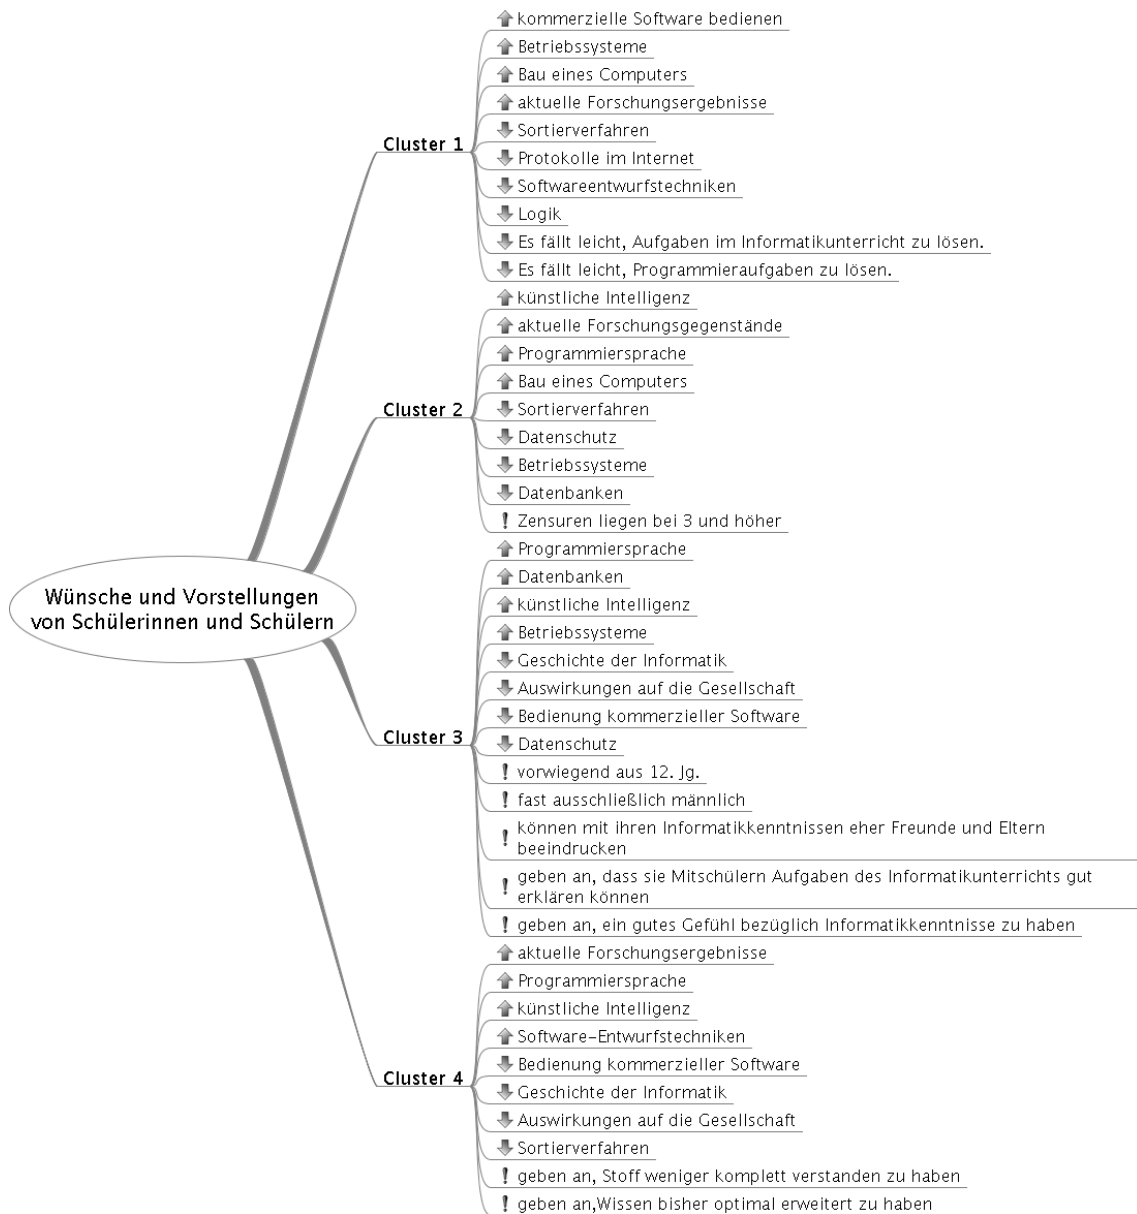 Wünsche und Vorstellungen
von Schülerinnen und Schülern
Cluster 1
kommerzielle Software bedienen
Betriebssysteme
Bau eines Computers
aktuelle Forschungsergebnisse
Sortierverfahren
Protokolle im Internet
Softwareentwurfstechniken
Logik
Es fällt leicht, Aufgaben im Informatikunterricht zu lösen.
Es fällt leicht, Programmieraufgaben zu lösen.
Cluster 2
künstliche Intelligenz
aktuelle Forschungsgegenstände
Programmiersprache
Bau eines Computers
Sortierverfahren
Datenschutz
Betriebssysteme
Datenbanken
Zensuren liegen bei 3 und höher
Cluster 3
Programmiersprache
Datenbanken
künstliche Intelligenz
Betriebssysteme
Geschichte der Informatik
Auswirkungen auf die Gesellschaft
Bedienung kommerzieller Software
Datenschutz
vorwiegend aus 12. Jg.
fast ausschließlich männlich
können mit ihren Informatikkenntnissen eher Freunde und Eltern
beeindrucken
geben an, dass sie Mitschülern Aufgaben des Informatikunterrichts gut
erklären können
geben an, ein gutes Gefühl bezüglich Informatikkenntnisse zu haben
Cluster 4
aktuelle Forschungsergebnisse
Programmiersprache
künstliche Intelligenz
Software-Entwurfstechniken
Bedienung kommerzieller Software
Geschichte der Informatik
Auswirkungen auf die Gesellschaft
Sortierverfahren
geben an, Stoff weniger komplett verstanden zu haben
geben an,Wissen bisher optimal erweitert zu haben